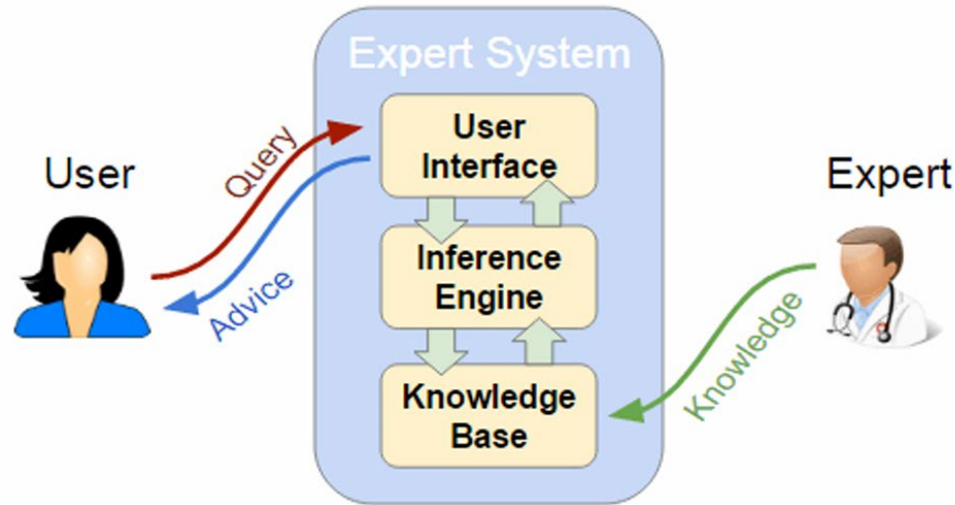 Expert System
User
Interface
Query
User
Expert
Advice
Inference
Engine
Knowledge
Knowledge
Base